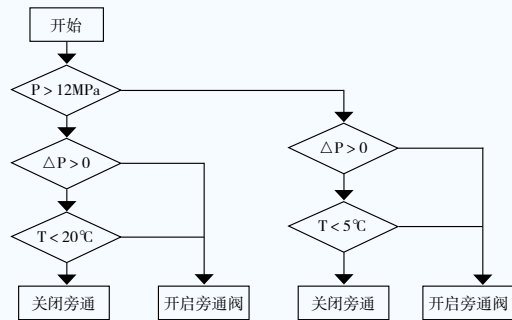 开始
P > 12MPa
△P > 0
△P > 0
T < 20℃
T < 5℃
关闭旁通
开启旁通阀
关闭旁通
开启旁通阀